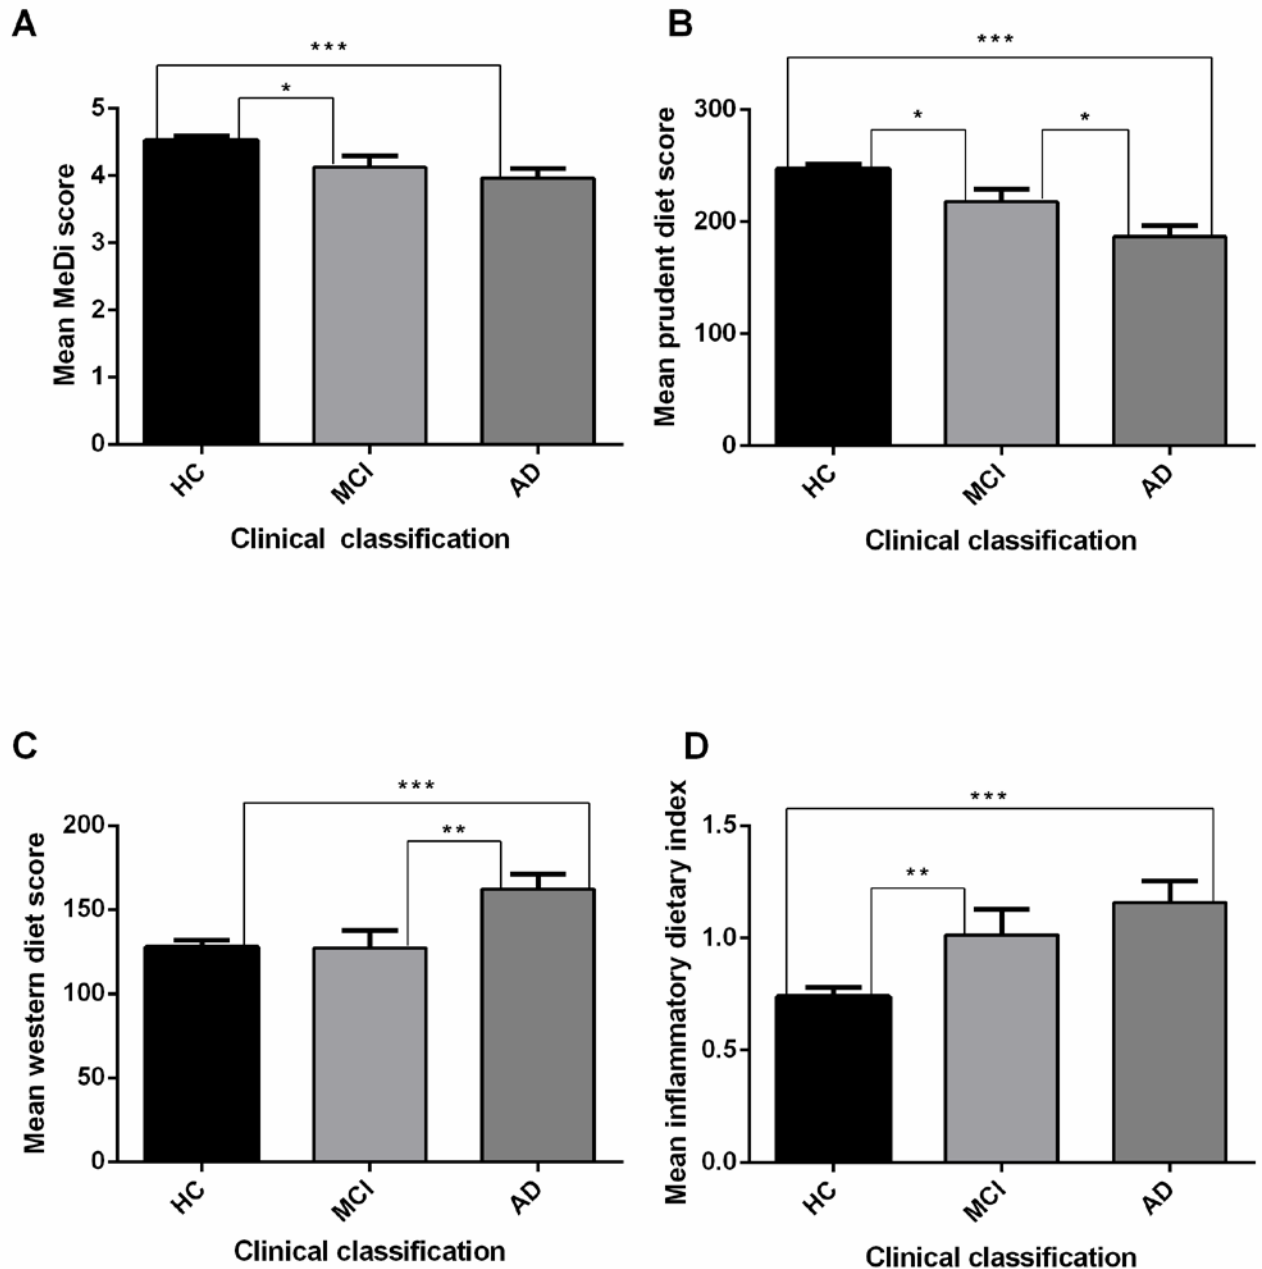 A
***
*
5
4
3
2
1
0
Mean MeDi score
HC
MCI
AD
Clinical classification
B
***
*
*
300
200
100
0
Mean prudent diet score
HC
MCI
AD
Clinical classification
C
***
**
200
150
100
50
0
Mean western diet score
HC
MCI
AD
Clinical classification
D
***
**
1.5
1.0
0.5
0.0
Mean inflammatory dietary index
HC
MCI
AD
Clinical classification